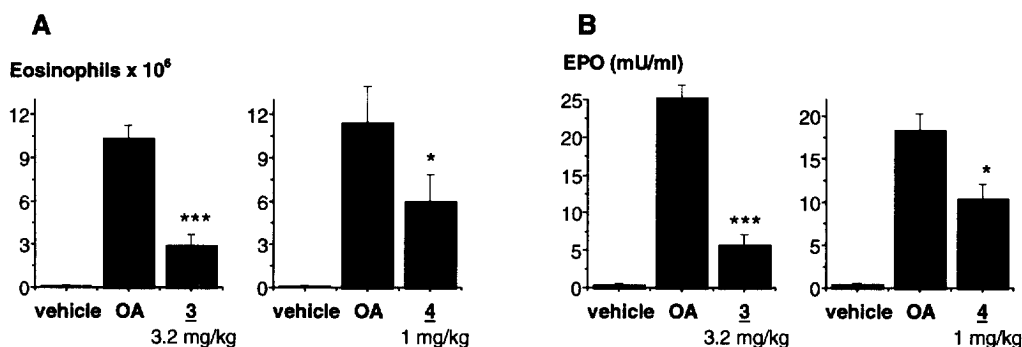 A
B
Eosinophils x 10⁶
EPO (mU/ml)
12
9
6
3
0
***
vehicle OA 3
3.2 mg/kg
12
9
6
3
0
*
vehicle OA 4
1 mg/kg
25
20
15
10
5
0
***
vehicle OA 3
3.2 mg/kg
20
15
10
5
0
*
vehicle OA 4
1 mg/kg